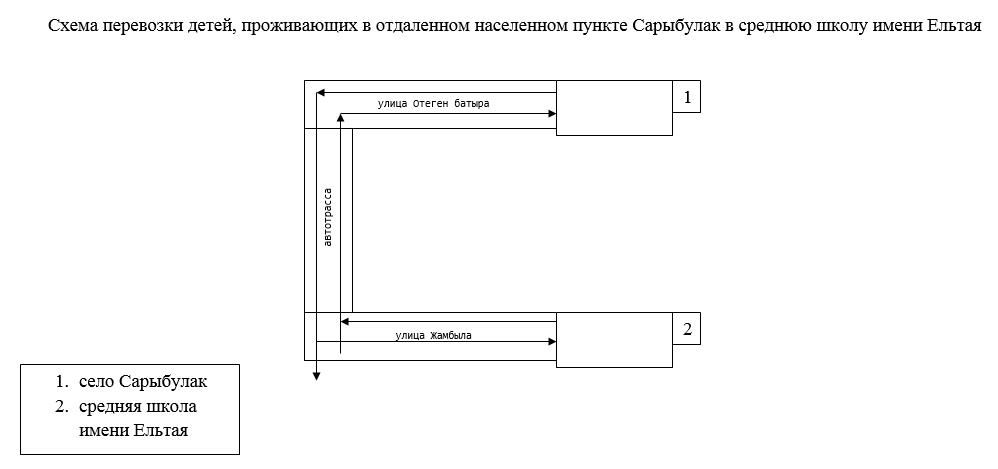 Схема перевозки детей, проживающих в отдаленном населенном пункте Сарыбулак в среднюю школу имени Ельтая
улица Отеген батыра
1
автотрасса
улица Жамбыла
2
1. село Сарыбулак
2. средняя школа
имени Ельтая